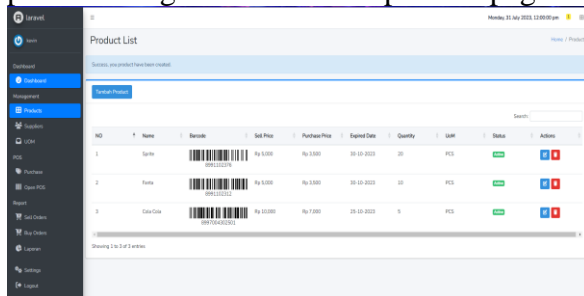 laravel
Monday, 31 July 2023, 12:00:00 pm
Product List
Home / Product
Dashboard
Dashboard
Success, you product have been created.
Management
Tambah Product
Products
Suppliers
Search:
UOM
NO Name Barcode Sell Price Purchase Price Expired Date Quantity UoM Status Actions
POS
1 Sprite Rp 5,000 Rp 3,500 30-10-2023 20 PCS Active
Purchase
Open POS
2 Fanta Rp 5,000 Rp 3,500 30-10-2023 10 PCS Active
Report
Sell Orders
3 Cola Cola 8997004302501 Rp 10,000 Rp 7,000 25-10-2023 5 PCS Active
Buy Orders
Laporan
Showing 1 to 3 of 3 entries
Settings
Logout